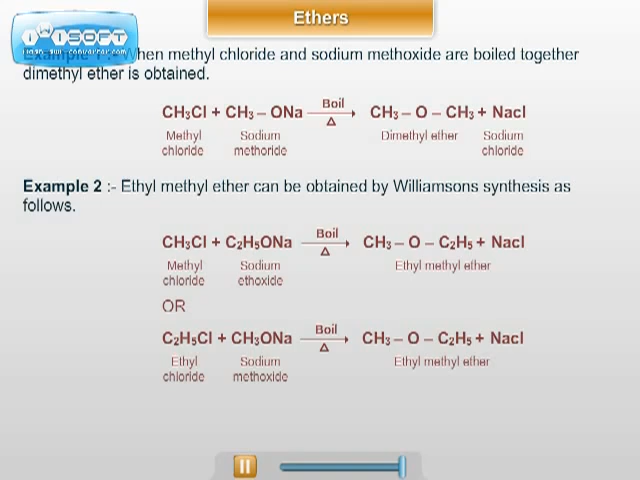 Ethers
iwisoft
Example 1 :- When methyl chloride and sodium methoxide are boiled together
dimethyl ether is obtained.
CH3Cl + CH3 – ONa Boil Δ CH3 – O – CH3 + Nacl
Methyl Sodium Dimethyl ether Sodium
chloride methoride chloride
Example 2 :- Ethyl methyl ether can be obtained by Williamsons synthesis as
follows.
CH3Cl + C2H5ONa Boil Δ CH3 – O – C2H5 + Nacl
Methyl Sodium Ethyl methyl ether
chloride ethoxide
OR
C2H5Cl + CH3ONa Boil Δ CH3 – O – C2H5 + Nacl
Ethyl Sodium Ethyl methyl ether
chloride methoxide